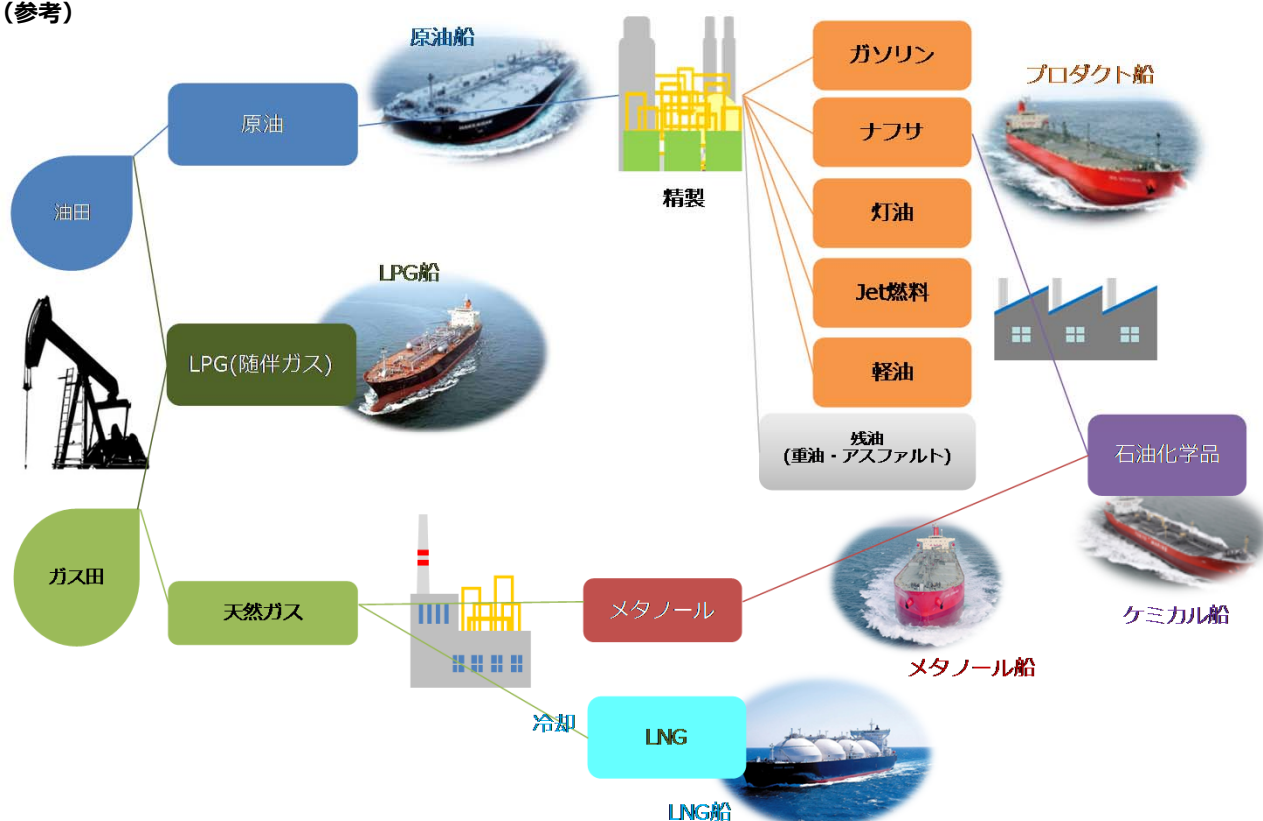 （参考）
原油船
ガソリン
プロダクト船
原油
ナフサ
精製
油田
灯油
LPG船
Jet燃料
LPG(随伴ガス)
軽油
残油
(重油・アスファルト)
石油化学品
ガス田
天然ガス
メタノール
ケミカル船
メタノール船
冷却
LNG
LNG船